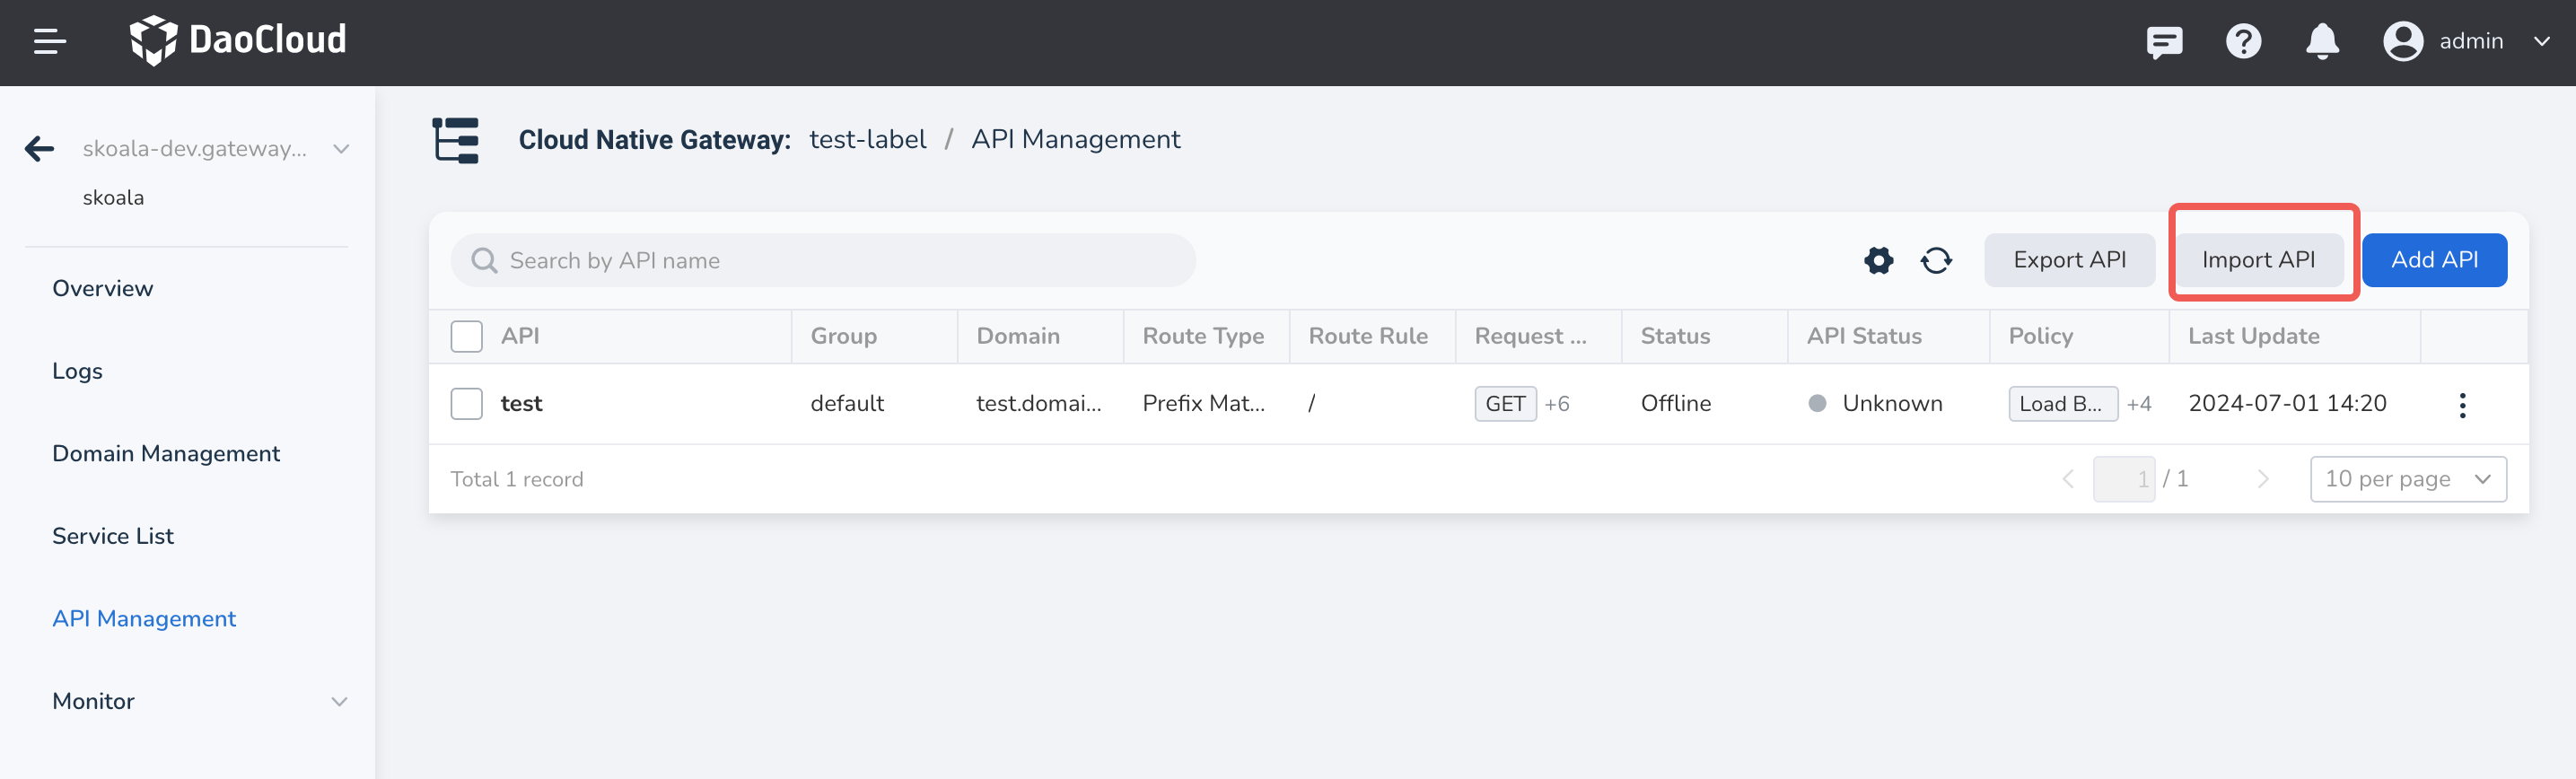 DaoCloud
admin
skoala-dev.gateway...
skoala
Overview
Logs
Domain Management
Service List
API Management
Monitor
Cloud Native Gateway: test-label / API Management
Search by API name
Export API
Import API
Add API
API Group Domain Route Type Route Rule Request ... Status API Status Policy Last Update
test default test.domai... Prefix Mat... / GET +6 Offline Unknown Load B... +4 2024-07-01 14:20
Total 1 record
1 / 1
10 per page